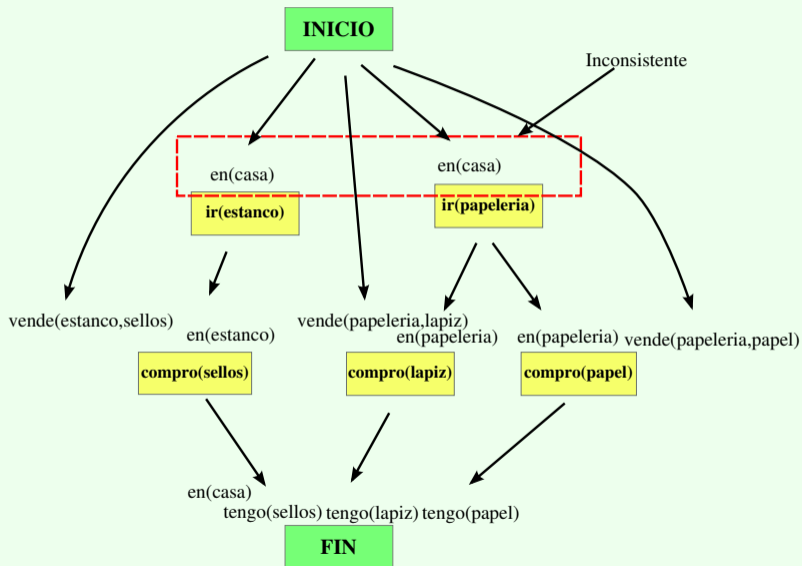 INICIO
Inconsistente
en(casa)
en(casa)
ir(estanco)
ir(papeleria)
vende(estanco,sellos)
vende(papeleria,lapiz)
en(estanco)
en(papeleria)
en(papeleria)
vende(papeleria,papel)
compro(sellos)
compro(lapiz)
compro(papel)
en(casa)
tengo(sellos) tengo(lapiz) tengo(papel)
FIN